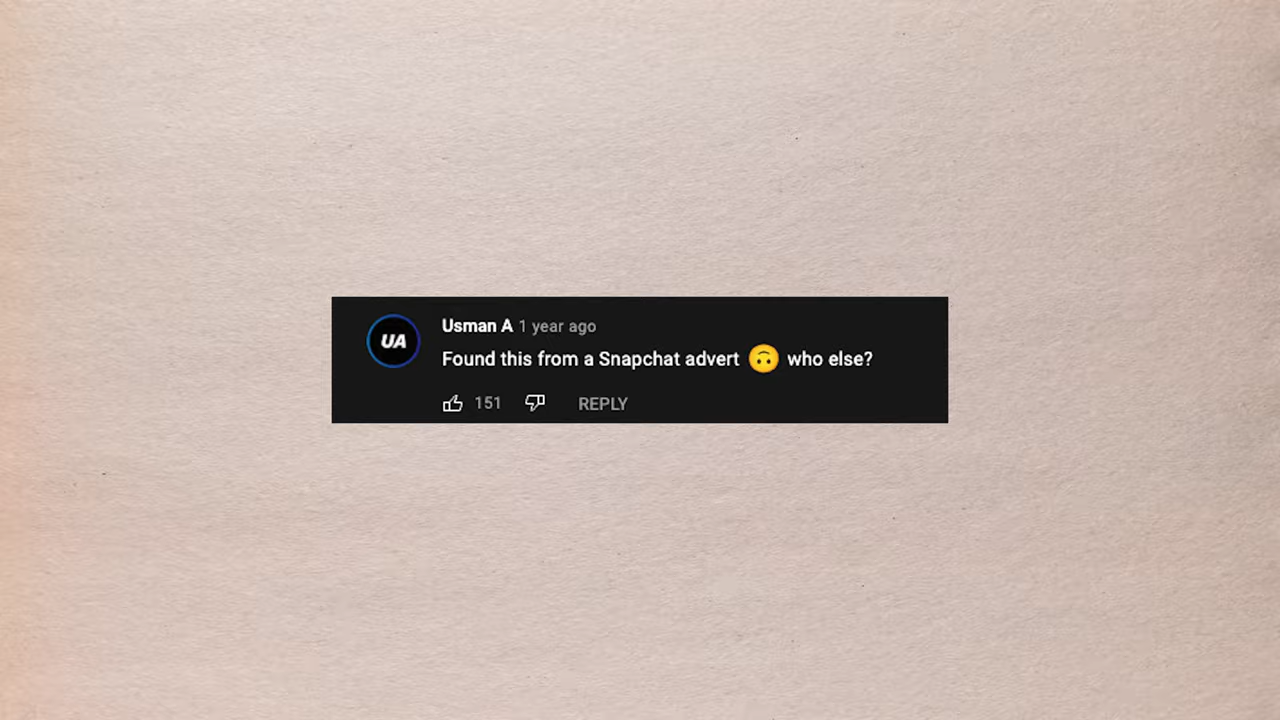 UA
Usman A 1 year ago
Found this from a Snapchat advert 🙃 who else?
151 REPLY